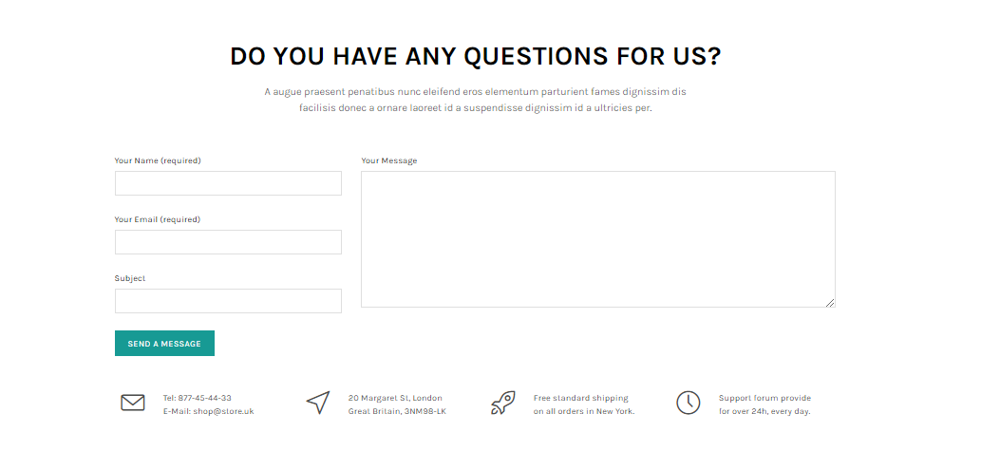 DO YOU HAVE ANY QUESTIONS FOR US?
A augue praesent penatibus nunc eleifend eros elementum parturient fames dignissim dis
facilisis donec a ornare laoreet id a suspendisse dignissim id a ultricies per.
Your Name (required)
Your Email (required)
Subject
Your Message
SEND A MESSAGE
Tel: 877-45-44-33
E-Mail: shop@store.uk
20 Margaret St, London
Great Britain, 3NM98-LK
Free standard shipping
on all orders in New York.
Support forum provide
for over 24h, every day.